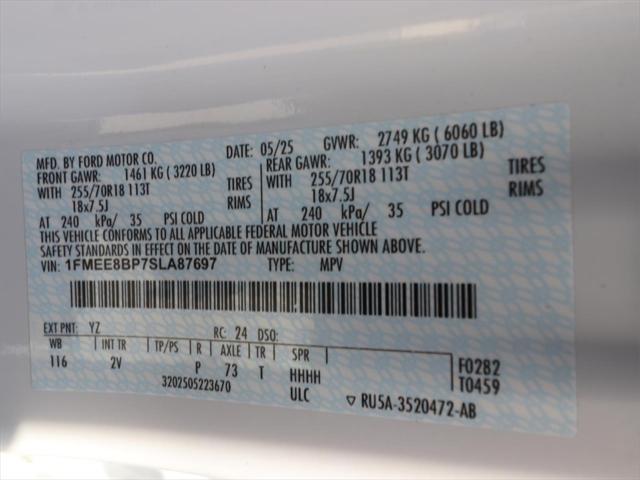 MFD. BY FORD MOTOR CO. DATE: 05/25 GVWR: 2749 KG ( 6060 LB)
FRONT GAWR: 1461 KG ( 3220 LB) REAR GAWR: 1393 KG ( 3070 LB)
WITH 255/70R18 113T TIRES WITH 255/70R18 113T TIRES
18x7.5J RIMS 18x7.5J RIMS
AT 240 kPa/ 35 PSI COLD AT 240 kPa/ 35 PSI COLD
THIS VEHICLE CONFORMS TO ALL APPLICABLE FEDERAL MOTOR VEHICLE
SAFETY STANDARDS IN EFFECT ON THE DATE OF MANUFACTURE SHOWN ABOVE.
VIN: 1FMEE8BP7SLA87697 TYPE: MPV
EXT PNT: YZ RC: 24 DSO:
WB INT TR TP/PS R AXLE TR SPR
116 2V P 73 T HHHH
3202505223670 ULC
F0282
T0459
▽ RU5A-3520472-AB